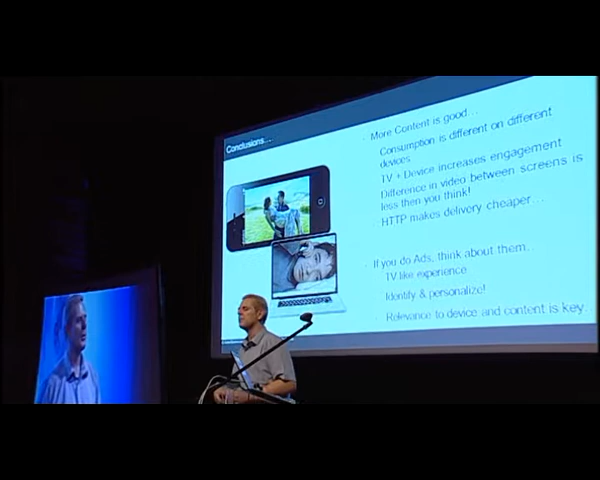 Conclusions...
More Content is good...
Consumption is different on different
devices
TV + Device increases engagement
Difference in video between screens is
less then you think!
HTTP makes delivery cheaper...
If you do Ads, think about them.
TV like experience
Identity & personalize!
Relevance to device and content is key.